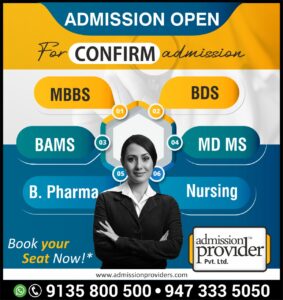 ADMISSION OPEN
For CONFIRM admission
MBBS
BDS
01
02
BAMS
03
04
MD MS
05
06
B. Pharma
Nursing
Book your
Seat Now!*
admission
provider
Pvt. Ltd.
www.admissionproviders.com
9135 800 500 • 947 333 5050